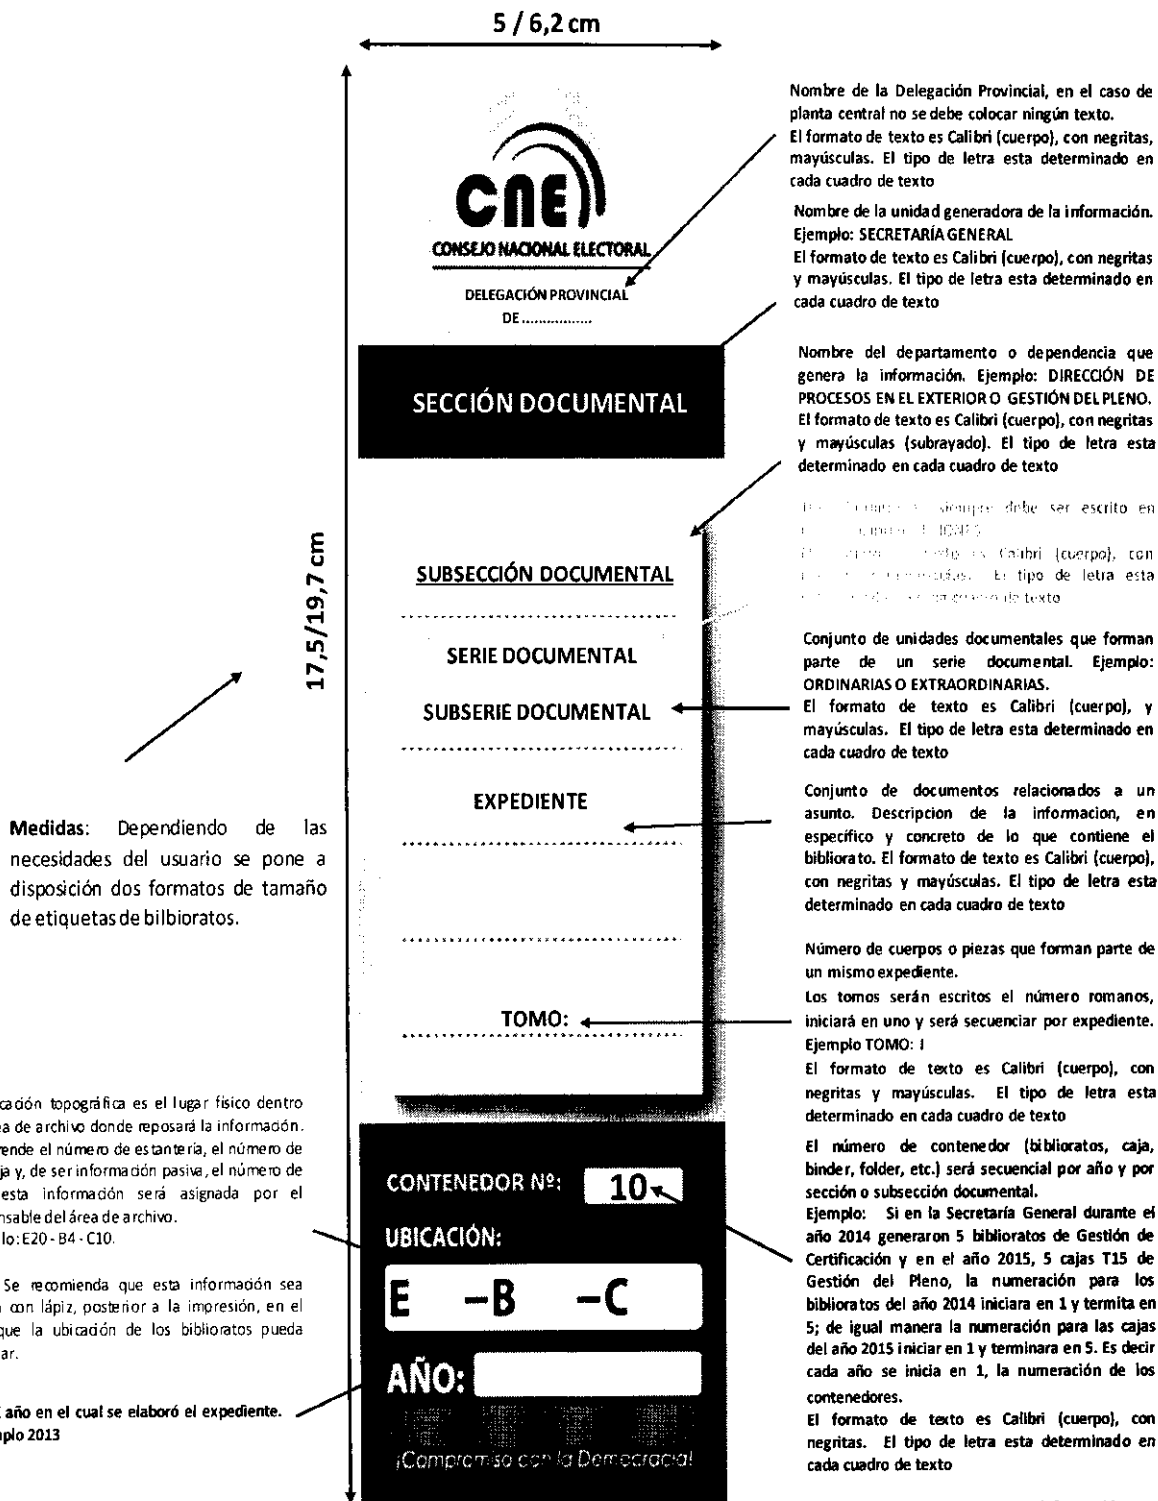 5 / 6,2 cm
17,5/19,7 cm
CNE
CONSEJO NACIONAL ELECTORAL
DELEGACIÓN PROVINCIAL
DE.................
SECCIÓN DOCUMENTAL
SUBSECCIÓN DOCUMENTAL
SERIE DOCUMENTAL
SUBSERIE DOCUMENTAL
EXPEDIENTE
TOMO:
CONTENEDOR Nº: 10
UBICACIÓN:
E –B –C
AÑO:
¡Compromiso con la Democracia!
Medidas: Dependiendo de las
necesidades del usuario se pone a
disposición dos formatos de tamaño
de etiquetas de bilbioratos.
cación topográfica es el lugar físico dentro
ea de archivo donde reposará la información.
rende el número de estantería, el número de
ja y, de ser información pasiva, el número de
esta información será asignada por el
nsable del área de archivo.
lo: E20 - B4 - C10.
Se recomienda que esta información sea
con lápiz, posterior a la impresión, en el
que la ubicación de los biblioratos pueda
ar.
año en el cual se elaboró el expediente.
nplo 2013
Nombre de la Delegación Provincial, en el caso de
planta central no se debe colocar ningún texto.
El formato de texto es Calibri (cuerpo), con negritas,
mayúsculas. El tipo de letra esta determinado en
cada cuadro de texto
Nombre de la unidad generadora de la información.
Ejemplo: SECRETARÍA GENERAL
El formato de texto es Calibri (cuerpo), con negritas
y mayúsculas. El tipo de letra esta determinado en
cada cuadro de texto
Nombre del departamento o dependencia que
genera la información. Ejemplo: DIRECCIÓN DE
PROCESOS EN EL EXTERIOR O GESTIÓN DEL PLENO.
El formato de texto es Calibri (cuerpo), con negritas
y mayúsculas (subrayado). El tipo de letra esta
determinado en cada cuadro de texto
siempre debe ser escrito en
es Calibri (cuerpo), con
El tipo de letra esta
de texto
Conjunto de unidades documentales que forman
parte de un serie documental. Ejemplo:
ORDINARIAS O EXTRAORDINARIAS.
El formato de texto es Calibri (cuerpo), y
mayúsculas. El tipo de letra esta determinado en
cada cuadro de texto
Conjunto de documentos relacionados a un
asunto. Descripcion de la informacion, en
específico y concreto de lo que contiene el
bibliorato. El formato de texto es Calibri (cuerpo),
con negritas y mayúsculas. El tipo de letra esta
determinado en cada cuadro de texto
Número de cuerpos o piezas que forman parte de
un mismo expediente.
Los tomos serán escritos el número romanos,
iniciará en uno y será secuenciar por expediente.
Ejemplo TOMO: I
El formato de texto es Calibri (cuerpo), con
negritas y mayúsculas. El tipo de letra esta
determinado en cada cuadro de texto
El número de contenedor (biblioratos, caja,
binder, folder, etc.) será secuencial por año y por
sección o subsección documental.
Ejemplo: Si en la Secretaría General durante el
año 2014 generaron 5 biblioratos de Gestión de
Certificación y en el año 2015, 5 cajas T15 de
Gestión del Pleno, la numeración para los
biblioratos del año 2014 iniciara en 1 y termita en
5; de igual manera la numeración para las cajas
del año 2015 iniciar en 1 y terminara en 5. Es decir
cada año se inicia en 1, la numeración de los
contenedores.
El formato de texto es Calibri (cuerpo), con
negritas. El tipo de letra esta determinado en
cada cuadro de texto